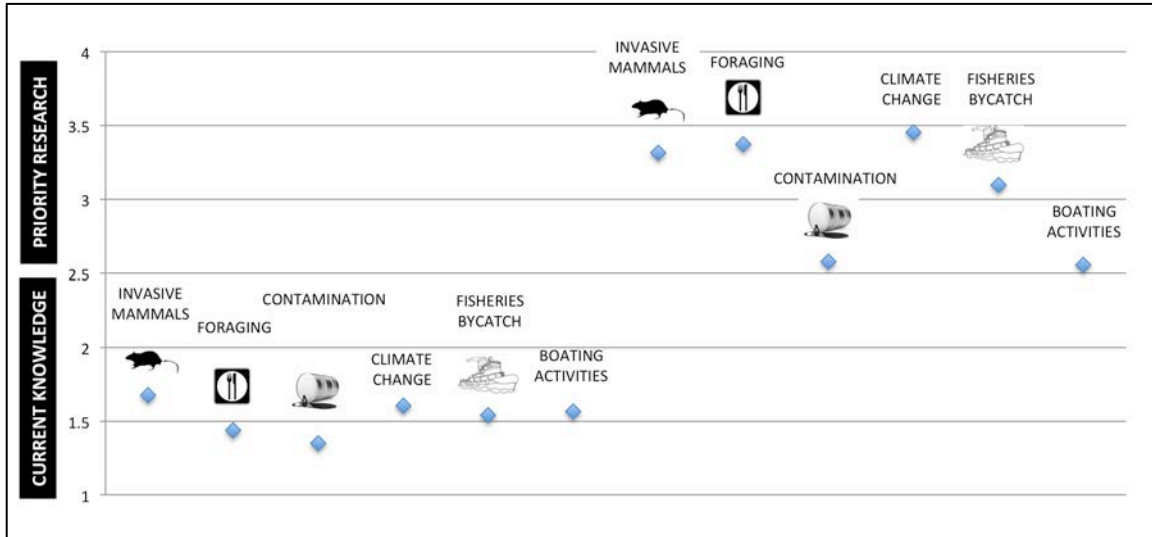 PRIORITY RESEARCH
CURRENT KNOWLEDGE
4
3.5
3
2.5
2
1.5
1
INVASIVE
MAMMALS
FORAGING
CONTAMINATION
CLIMATE
CHANGE
FISHERIES
BYCATCH
BOATING
ACTIVITIES
INVASIVE
MAMMALS
FORAGING
CONTAMINATION
CLIMATE
CHANGE
FISHERIES
BYCATCH
BOATING
ACTIVITIES